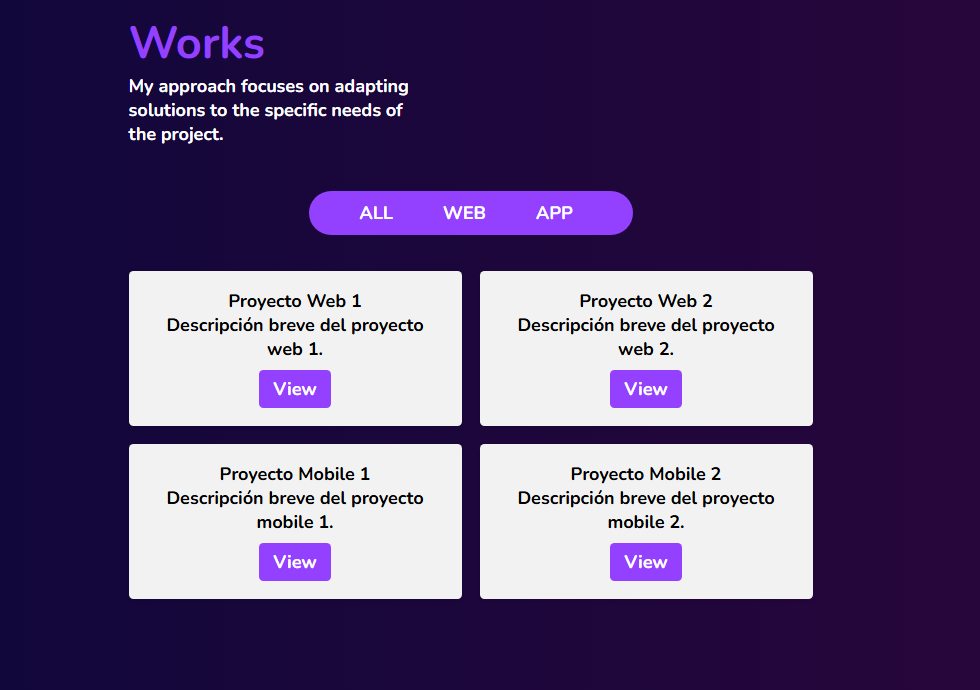 Works
My approach focuses on adapting
solutions to the specific needs of
the project.
ALL WEB APP
Proyecto Web 1
Descripción breve del proyecto
web 1.
View
Proyecto Web 2
Descripción breve del proyecto
web 2.
View
Proyecto Mobile 1
Descripción breve del proyecto
mobile 1.
View
Proyecto Mobile 2
Descripción breve del proyecto
mobile 2.
View